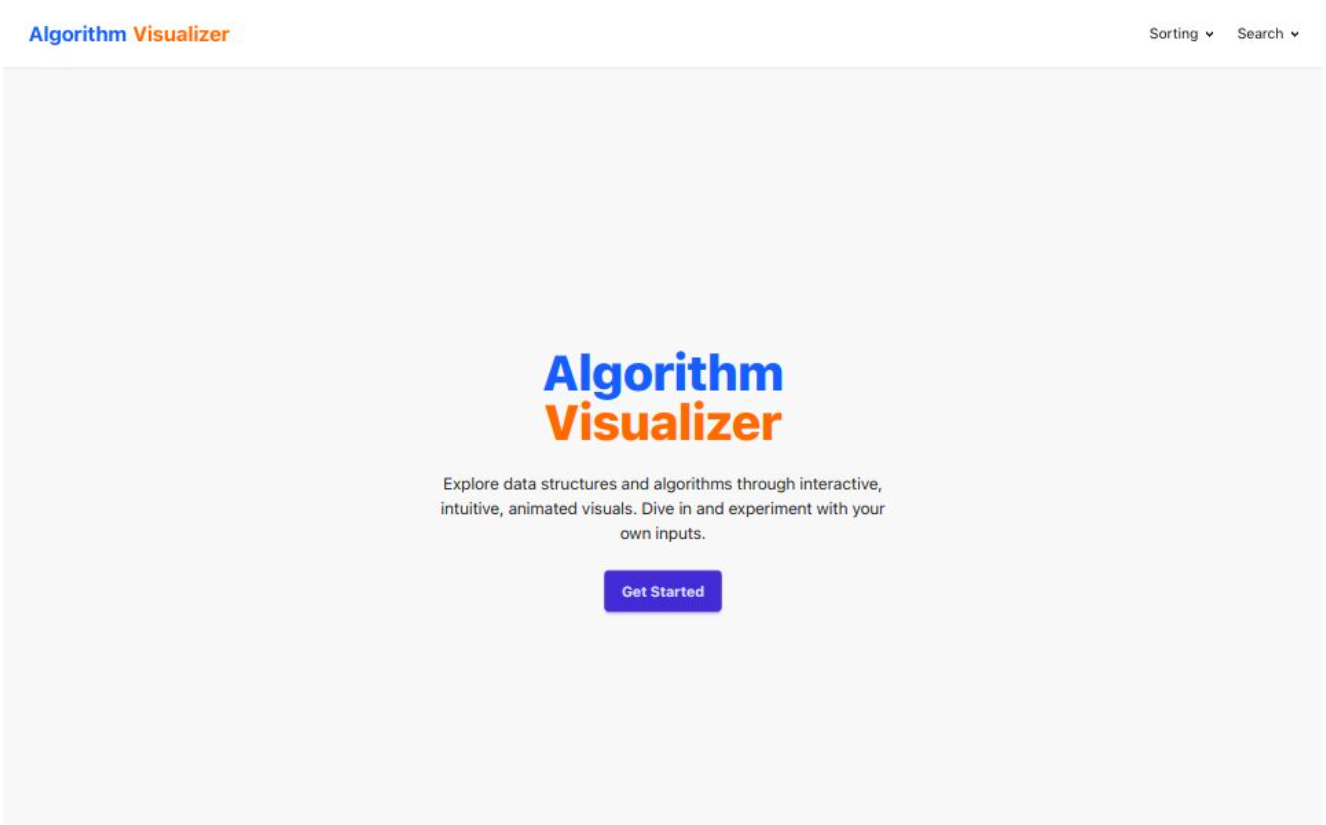 Algorithm Visualizer
Sorting
Search
Algorithm
Visualizer
Explore data structures and algorithms through interactive,
intuitive, animated visuals. Dive in and experiment with your
own inputs.
Get Started